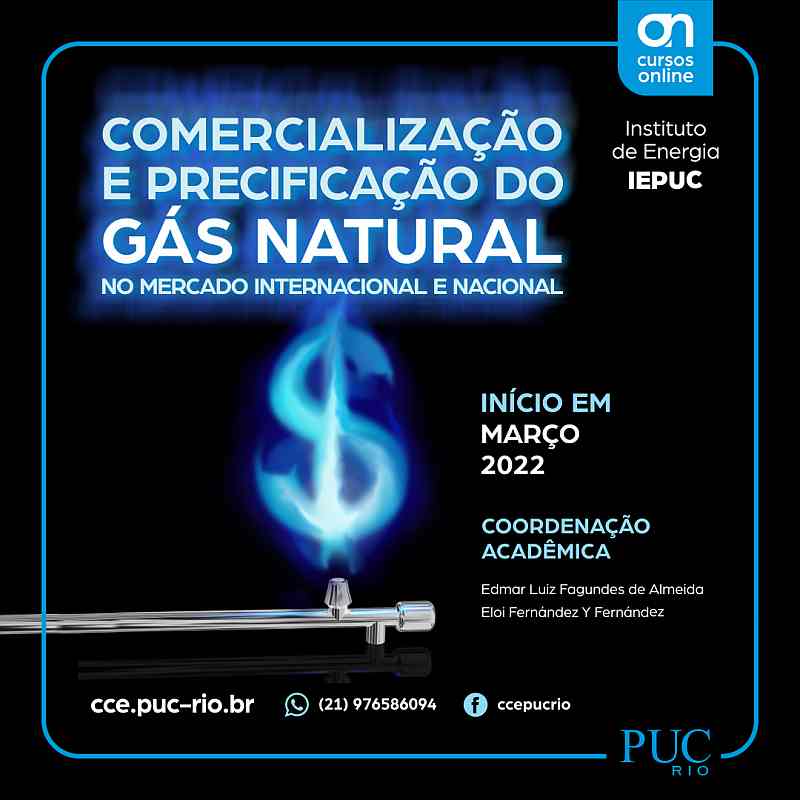 on
cursos
online
COMERCIALIZAÇÃO
E PRECIFICAÇÃO DO
GÁS NATURAL
NO MERCADO INTERNACIONAL E NACIONAL
Instituto
de Energia
IEPUC
$
INÍCIO EM
MARÇO
2022
COORDENAÇÃO
ACADÊMICA
Edmar Luiz Fagundes de Almeida
Eloi Fernández Y Fernández
cce.puc-rio.br (21) 976586094 f ccepucrio
PUC
RIO